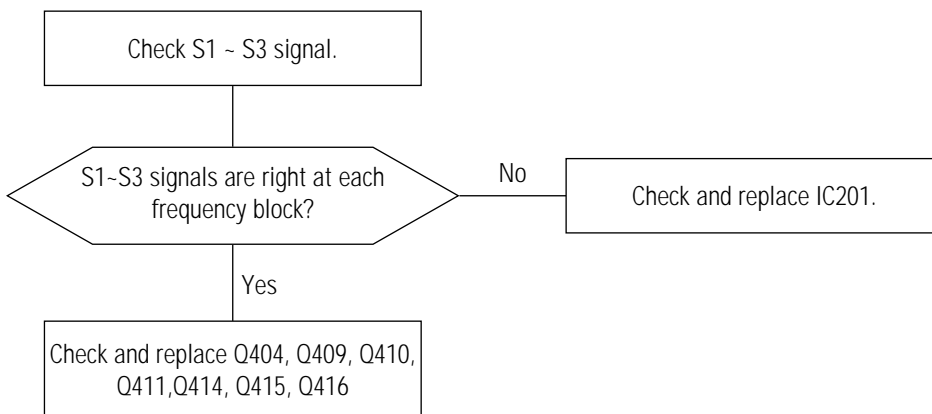 Check S1 ~ S3 signal.
S1~S3 signals are right at each
frequency block?
No
Check and replace IC201.
Yes
Check and replace Q404, Q409, Q410,
Q411,Q414, Q415, Q416